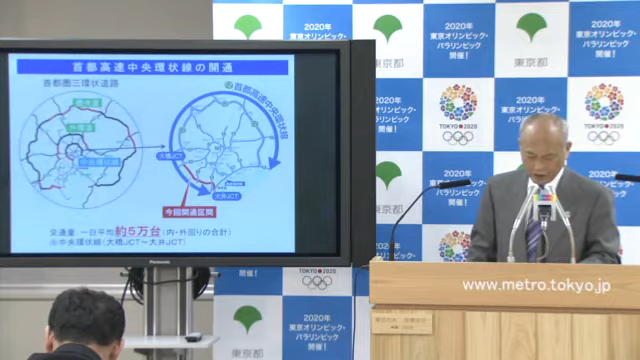 首都高速中央環状線の開通
首都圏三環状道路
圏央道
外環道
中央環状線
首都高速中央環状線
大橋JCT
大井JCT
今回開通区間
交通量 一日平均約5万台(内・外回りの合計)
中央環状線(大橋JCT~大井JCT)
Panasonic
2020年
東京オリンピック・
パラリンピック
開催!
東京都
TOKYO 2020
www.metro.tokyo.jp